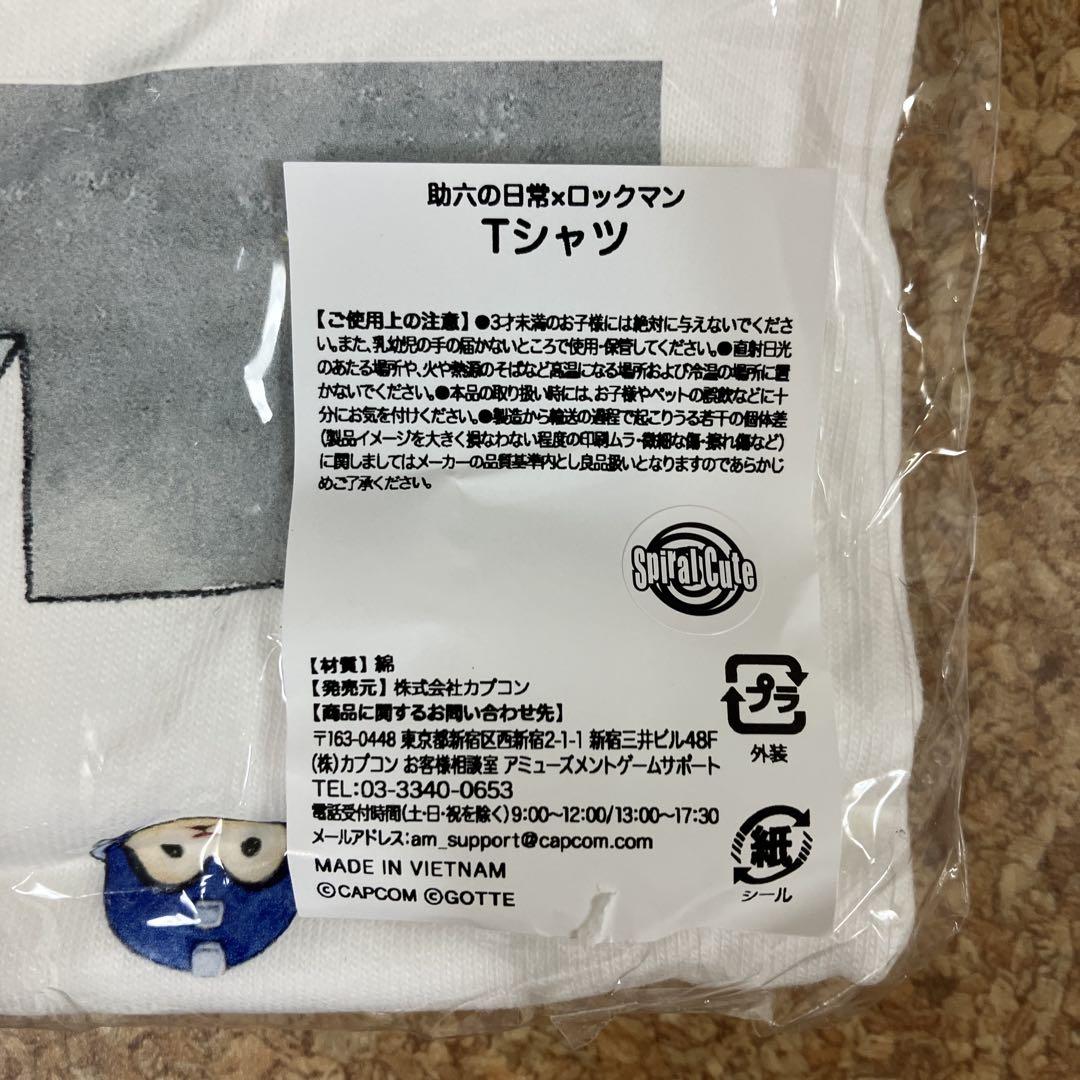 助六の日常×ロックマン
Tシャツ
【ご使用上の注意】●3才未満のお子様には絶対に与えないでくださ
い。また、乳幼児の手の届かないところで使用・保管してください。●直射日光
のあたる場所や、火や熱源のそばなど高温になる場所および冷温の場所に置
かないでください。●本品の取り扱い時には、お子様やペットの誤飲などに十
分にお気を付けください。●製造から輸送の過程で起こりうる若干の個体差
(製品イメージを大きく損なわない程度の印刷ムラ・微細な傷・擦れ傷など)
に関しましてはメーカーの品質基準内とし良品扱いとなりますのであらかじ
めご了承ください。
Spiral Cute
【材質】綿
【発売元】株式会社カプコン
【商品に関するお問い合わせ先】
〒163-0448 東京都新宿区西新宿2-1-1 新宿三井ビル48F
(株)カプコン お客様相談室 アミューズメントゲームサポート
TEL:03-3340-0653
電話受付時間(土・日・祝を除く)9:00〜12:00/13:00〜17:30
メールアドレス:am_support@capcom.com
MADE IN VIETNAM
©CAPCOM ©GOTTE
プラ
外装
紙
シール